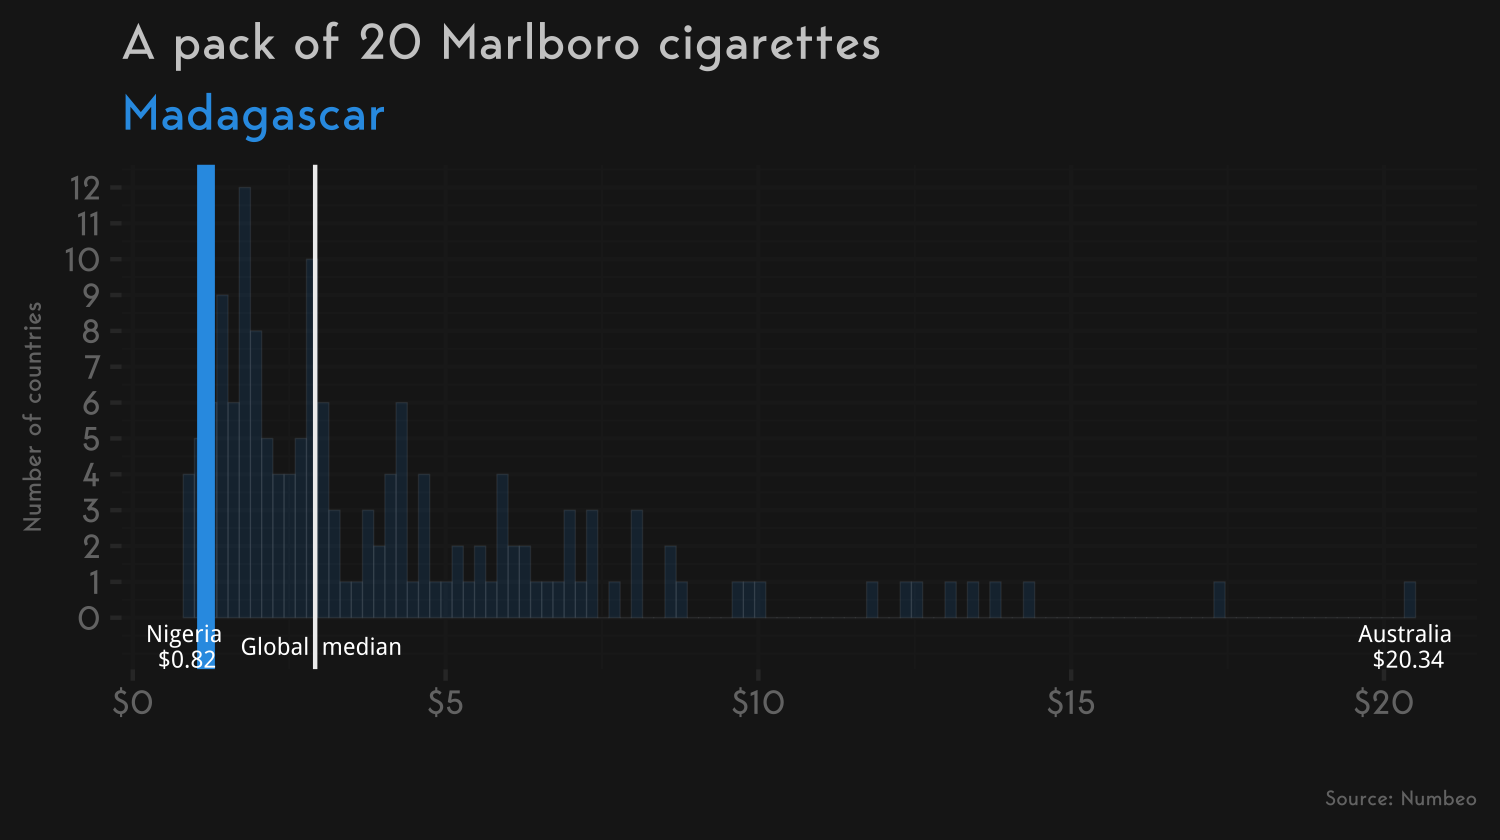 A pack of 20 Marlboro cigarettes
Madagascar
Number of countries
12
11
10
9
8
7
6
5
4
3
2
1
0
Nigeria
$0.82
Global median
Australia
$20.34
$0 $5 $10 $15 $20
Source: Numbeo